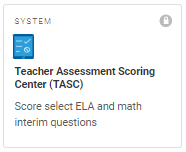 SYSTEM
Teacher Assessment Scoring
Center (TASC)
Score select ELA and math
interim questions